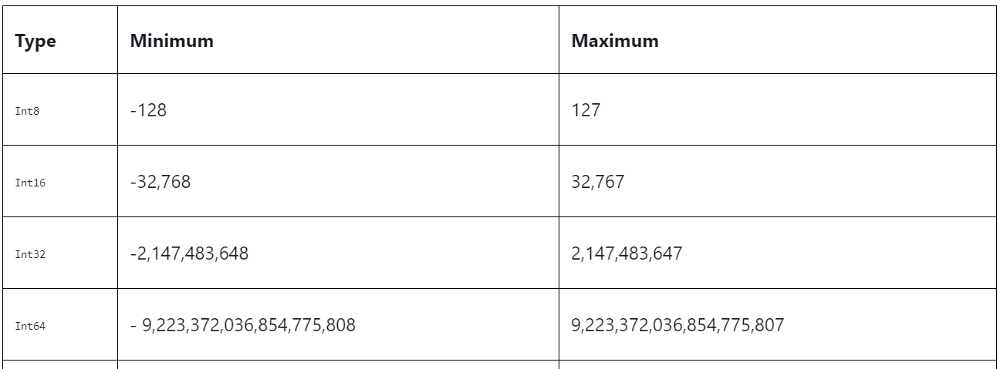 Type Minimum Maximum
Int8 -128 127
Int16 -32,768 32,767
Int32 -2,147,483,648 2,147,483,647
Int64 - 9,223,372,036,854,775,808 9,223,372,036,854,775,807